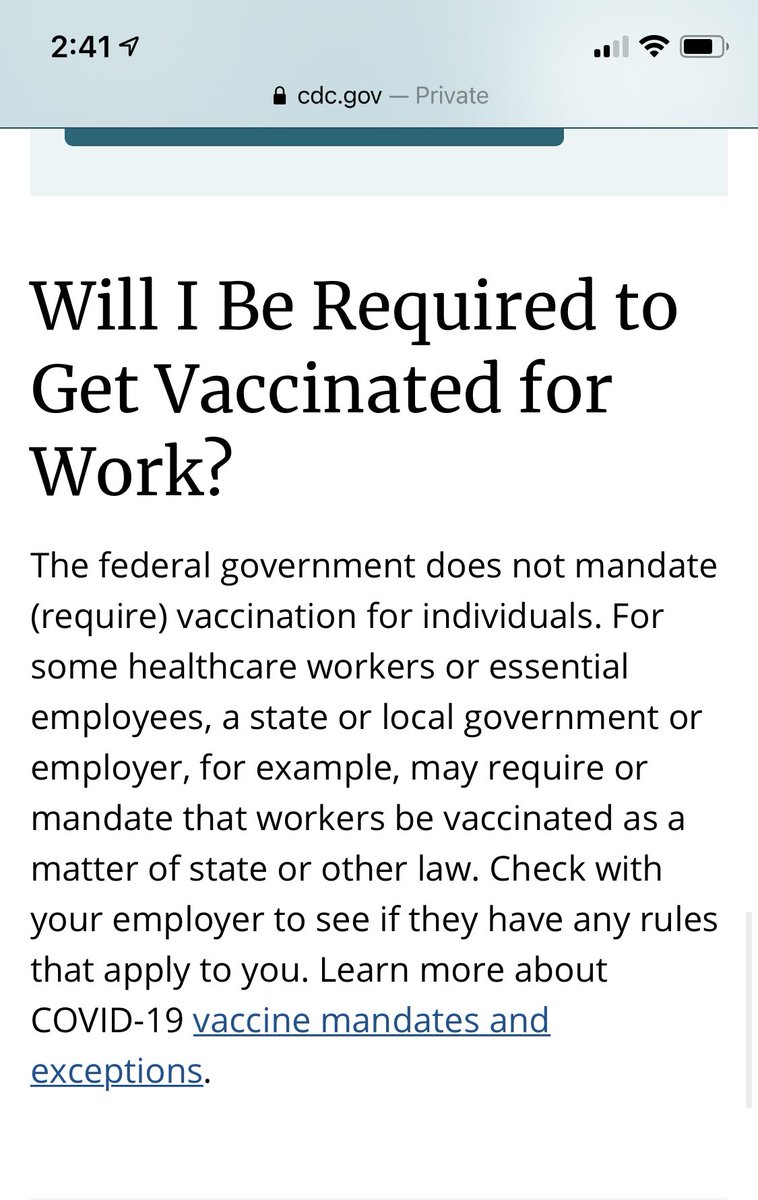 2:41
cdc.gov — Private
Will I Be Required to
Get Vaccinated for
Work?
The federal government does not mandate
(require) vaccination for individuals. For
some healthcare workers or essential
employees, a state or local government or
employer, for example, may require or
mandate that workers be vaccinated as a
matter of state or other law. Check with
your employer to see if they have any rules
that apply to you. Learn more about
COVID-19 vaccine mandates and
exceptions.